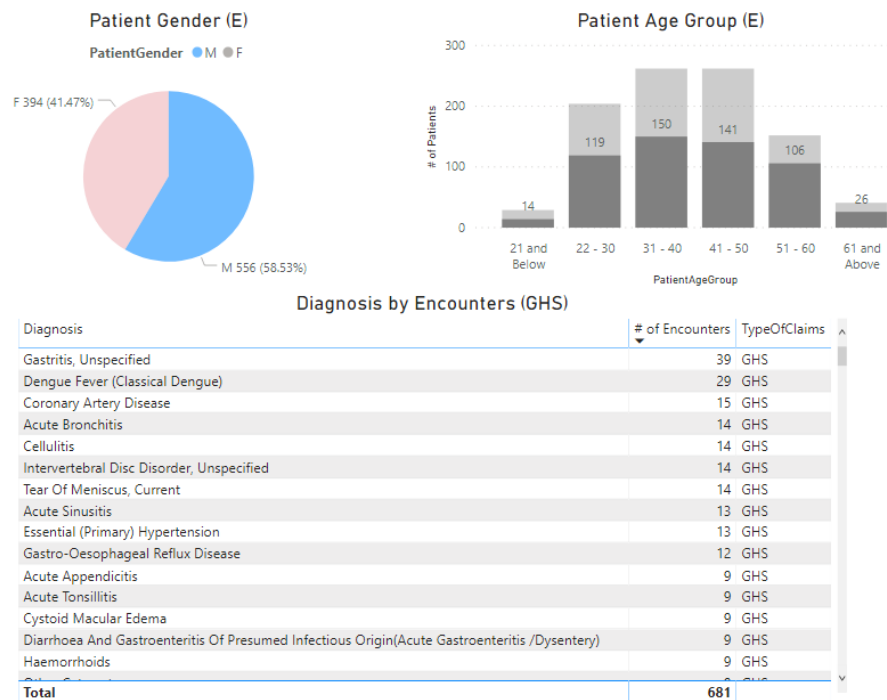 Patient Gender (E)
PatientGender M F
F 394 (41.47%)
M 556 (58.53%)
Patient Age Group (E)
# of Patients
300
200
100
0
14
119
150
141
106
26
21 and
Below
22 - 30
31 - 40
41 - 50
51 - 60
61 and
Above
PatientAgeGroup
Diagnosis by Encounters (GHS)
Diagnosis # of Encounters TypeOfClaims
Gastritis, Unspecified 39 GHS
Dengue Fever (Classical Dengue) 29 GHS
Coronary Artery Disease 15 GHS
Acute Bronchitis 14 GHS
Cellulitis 14 GHS
Intervertebral Disc Disorder, Unspecified 14 GHS
Tear Of Meniscus, Current 14 GHS
Acute Sinusitis 13 GHS
Essential (Primary) Hypertension 13 GHS
Gastro-Oesophageal Reflux Disease 12 GHS
Acute Appendicitis 9 GHS
Acute Tonsillitis 9 GHS
Cystoid Macular Edema 9 GHS
Diarrhoea And Gastroenteritis Of Presumed Infectious Origin(Acute Gastroenteritis /Dysentery) 9 GHS
Haemorrhoids 9 GHS
Total 681